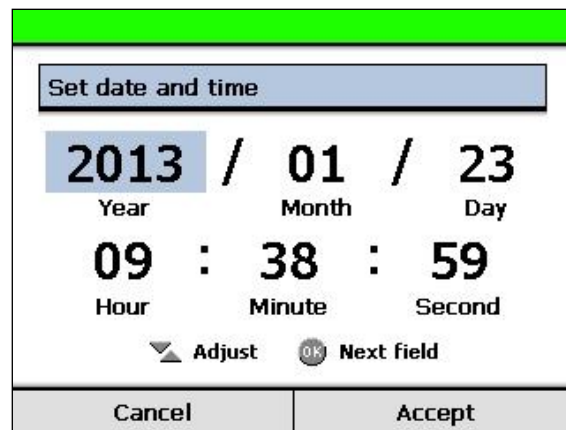 Set date and time
2013 / 01 / 23
Year Month Day
09 : 38 : 59
Hour Minute Second
Adjust OK Next field
Cancel Accept